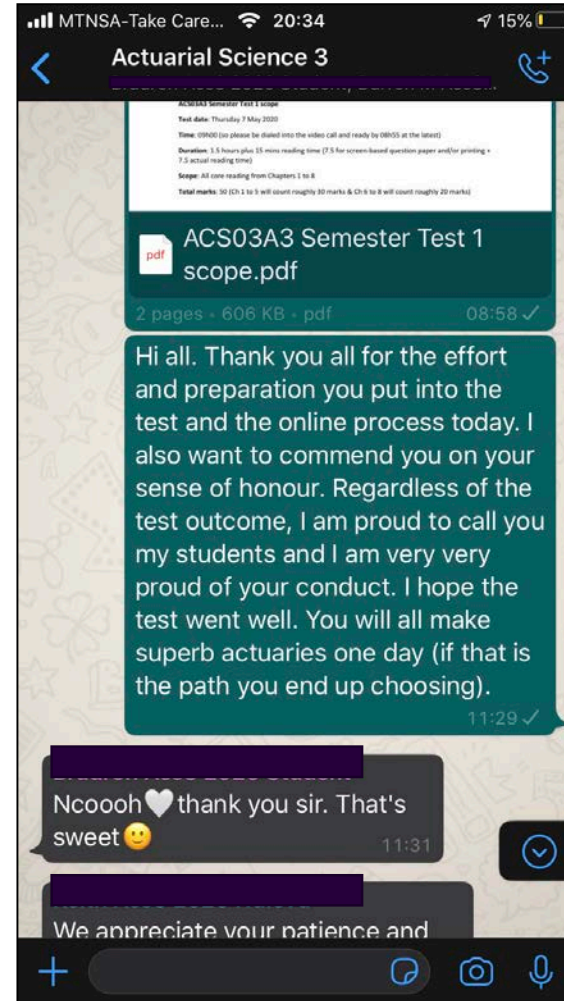 MTNSA-Take Care... 20:34 15%
Actuarial Science 3
ACS03A3 Semester Test 1 scope
Test date: Thursday 7 May 2020
Time: 09h00 (so please be dialed into the video call and ready by 08h55 at the latest)
Duration: 1.5 hours plus 15 mins reading time (7.5 for screen-based question paper and/or printing +
7.5 actual reading time)
Scope: All core reading from Chapters 1 to 8
Total marks: 50 (Ch 1 to 5 will count roughly 30 marks & Ch 6 to 8 will count roughly 20 marks)
pdf
ACS03A3 Semester Test 1
scope.pdf
2 pages • 606 KB • pdf 08:58
Hi all. Thank you all for the effort
and preparation you put into the
test and the online process today. I
also want to commend you on your
sense of honour. Regardless of the
test outcome, I am proud to call you
my students and I am very very
proud of your conduct. I hope the
test went well. You will all make
superb actuaries one day (if that is
the path you end up choosing).
11:29
Ncoooh🤍thank you sir. That's
sweet🙂 11:31
We appreciate your patience and